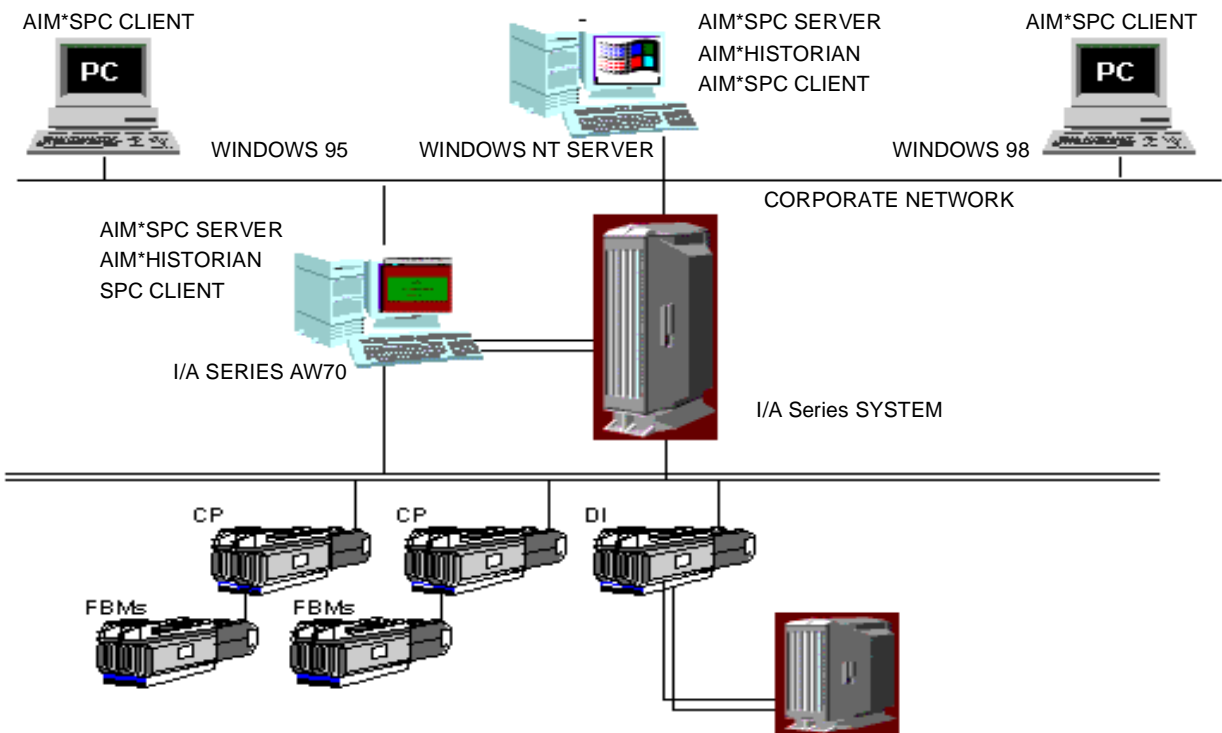 AIM*SPC CLIENT
AIM*SPC SERVER
AIM*HISTORIAN
AIM*SPC CLIENT
AIM*SPC CLIENT
PC
PC
WINDOWS 95
WINDOWS NT SERVER
WINDOWS 98
CORPORATE NETWORK
AIM*SPC SERVER
AIM*HISTORIAN
SPC CLIENT
I/A SERIES AW70
I/A Series SYSTEM
CP
CP
DI
FBMs
FBMs